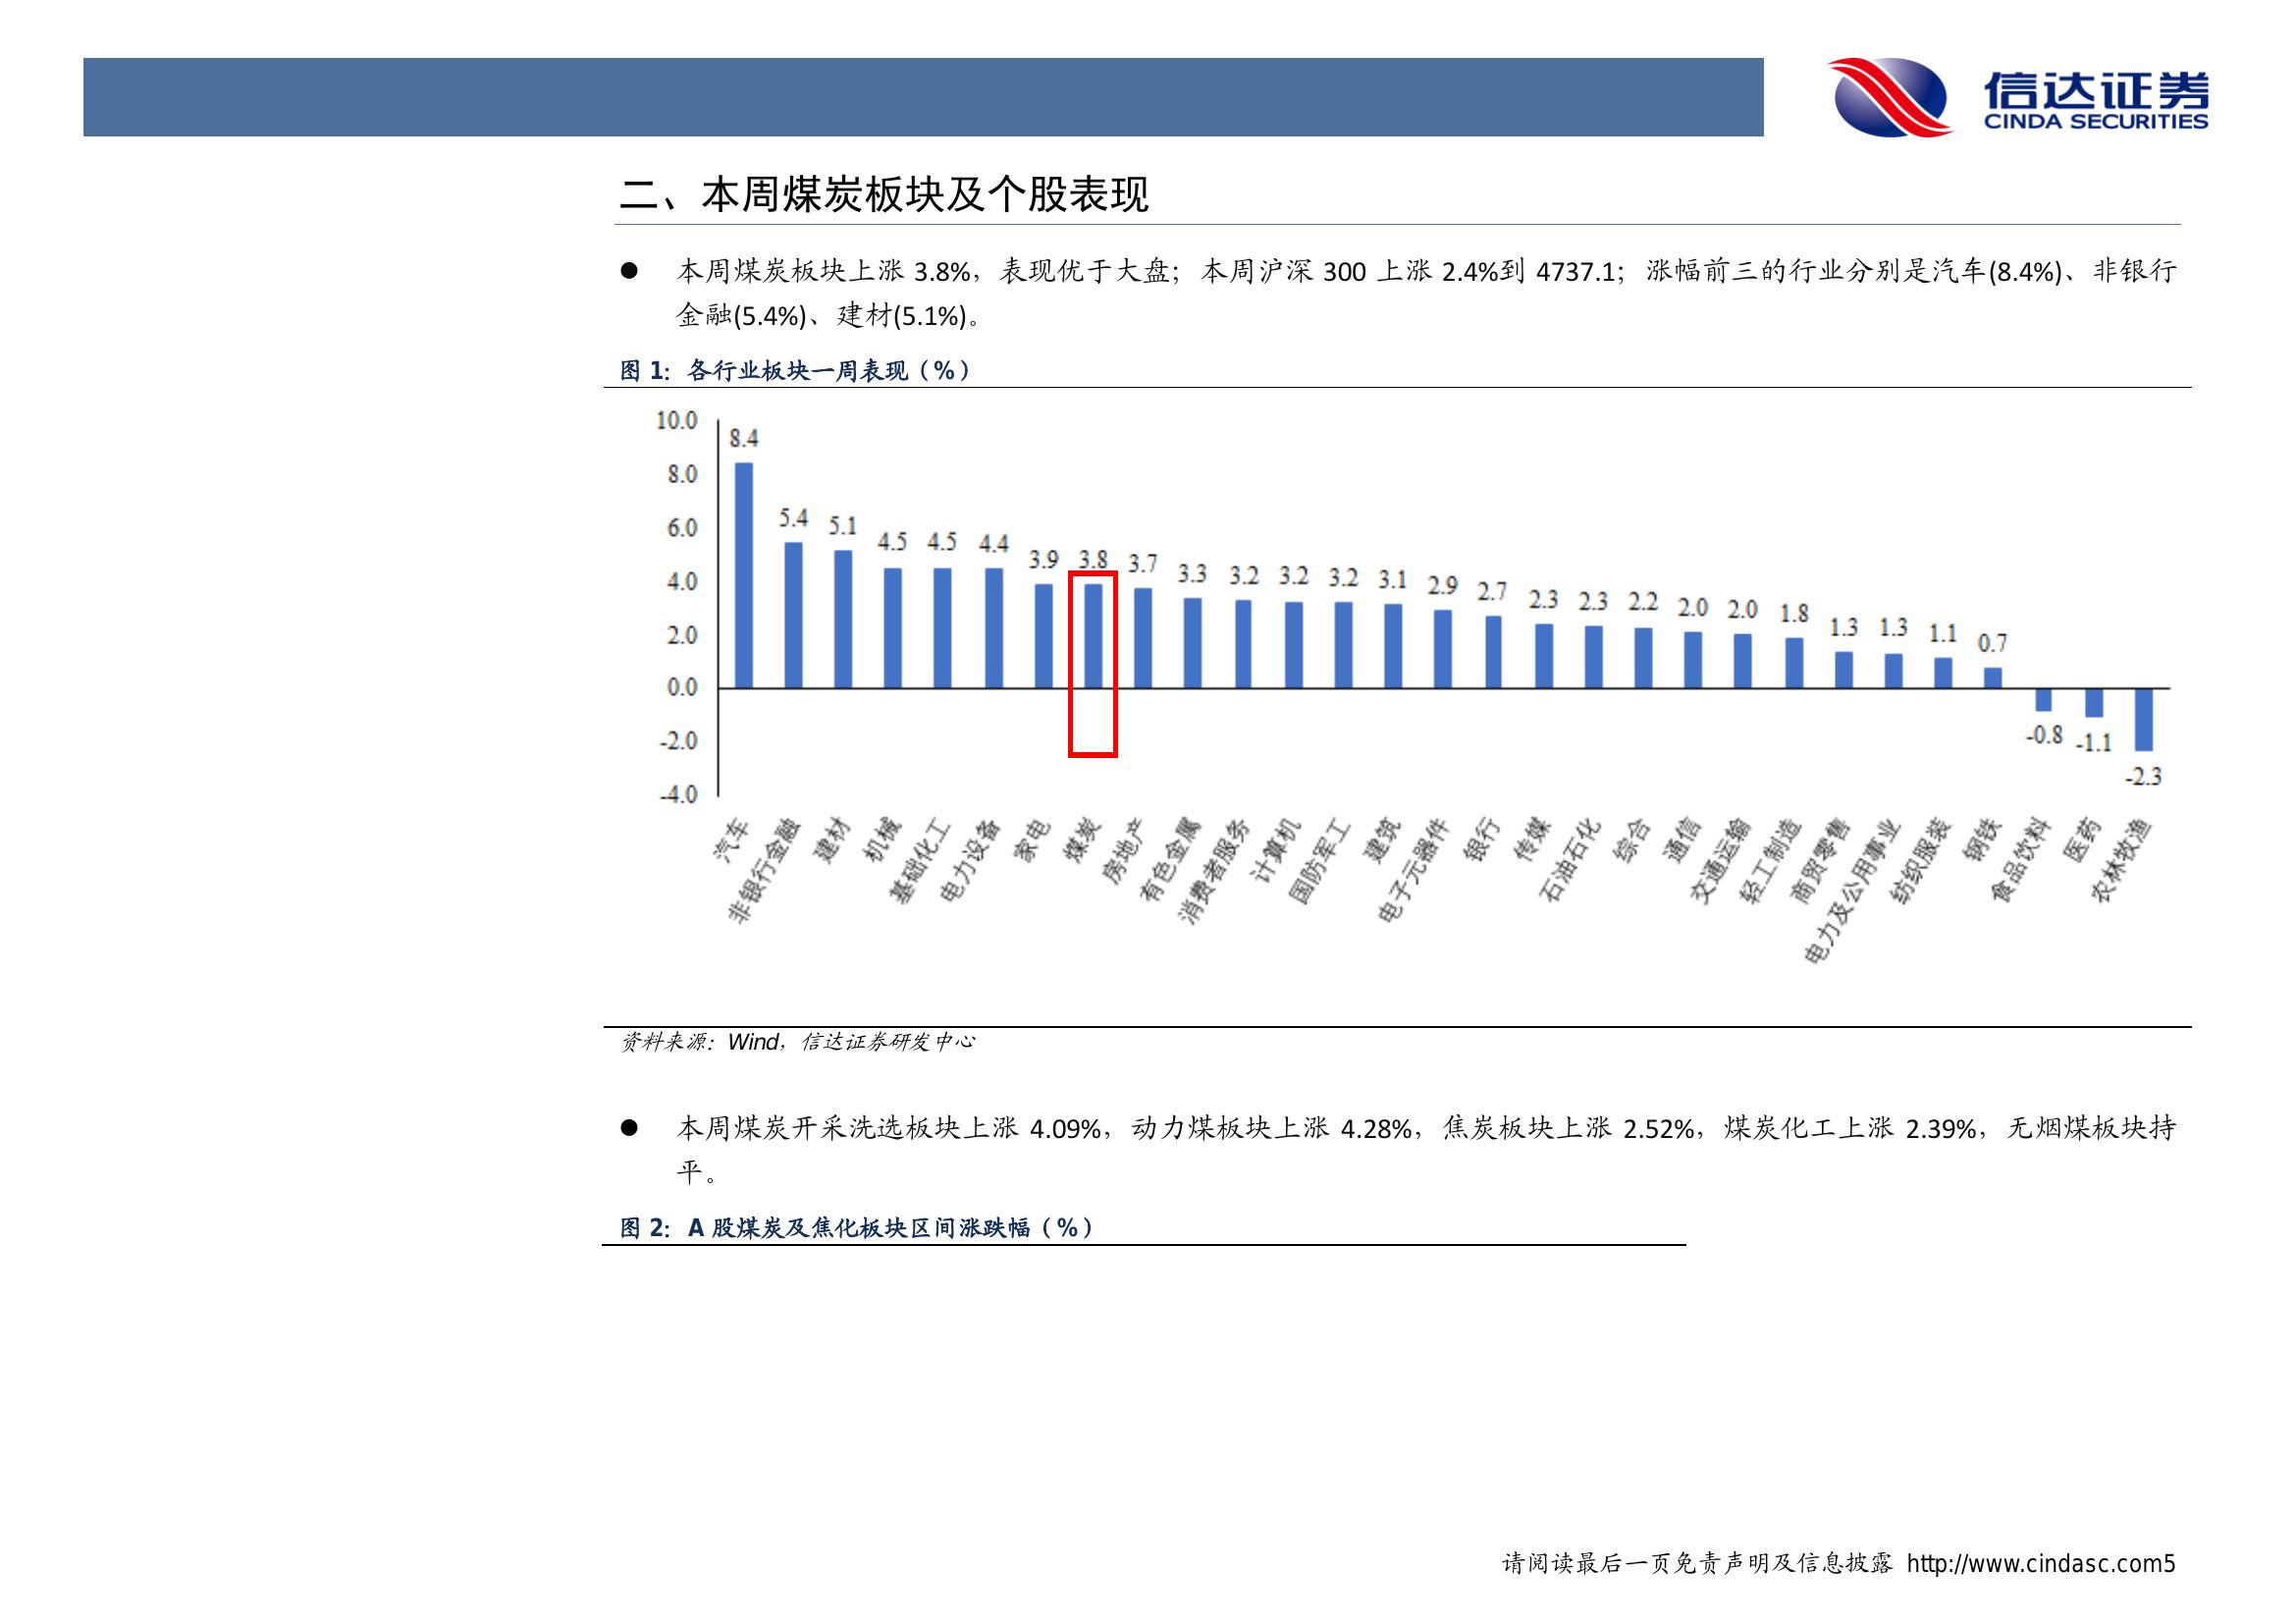 信达证券
CINDA SECURITIES
二、本周煤炭板块及个股表现
● 本周煤炭板块上涨 3.8%，表现优于大盘；本周沪深 300 上涨 2.4%到 4737.1；涨幅前三的行业分别是汽车(8.4%)、非银行
金融(5.4%)、建材(5.1%)。
图 1：各行业板块一周表现（%）
10.0
8.0
6.0
4.0
2.0
0.0
-2.0
-4.0
8.4 5.4 5.1 4.5 4.5 4.4 3.9 3.8 3.7 3.3 3.2 3.2 3.2 3.1 2.9 2.7 2.3 2.3 2.2 2.0 2.0 1.8 1.3 1.3 1.1 0.7 -0.8 -1.1 -2.3
汽车 非银行金融 建材 机械 基础化工 电力设备 家电 煤炭 房地产 有色金属 消费者服务 计算机 国防军工 建筑 电子元器件 银行 传媒 石油石化 综合 通信 交通运输 轻工制造 商贸零售 电力及公用事业 纺织服装 钢铁 食品饮料 医药 农林牧渔
资料来源：Wind，信达证券研发中心
● 本周煤炭开采洗选板块上涨 4.09%，动力煤板块上涨 4.28%，焦炭板块上涨 2.52%，煤炭化工上涨 2.39%，无烟煤板块持
平。
图 2：A 股煤炭及焦化板块区间涨跌幅（%）
请阅读最后一页免责声明及信息披露 http://www.cindasc.com5